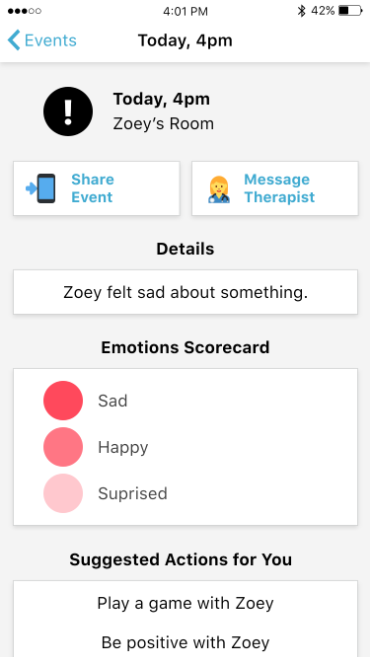 4:01 PM
42%
Events
Today, 4pm
!
Today, 4pm
Zoey's Room
Share
Event
Message
Therapist
Details
Zoey felt sad about something.
Emotions Scorecard
Sad
Happy
Suprised
Suggested Actions for You
Play a game with Zoey
Be positive with Zoey